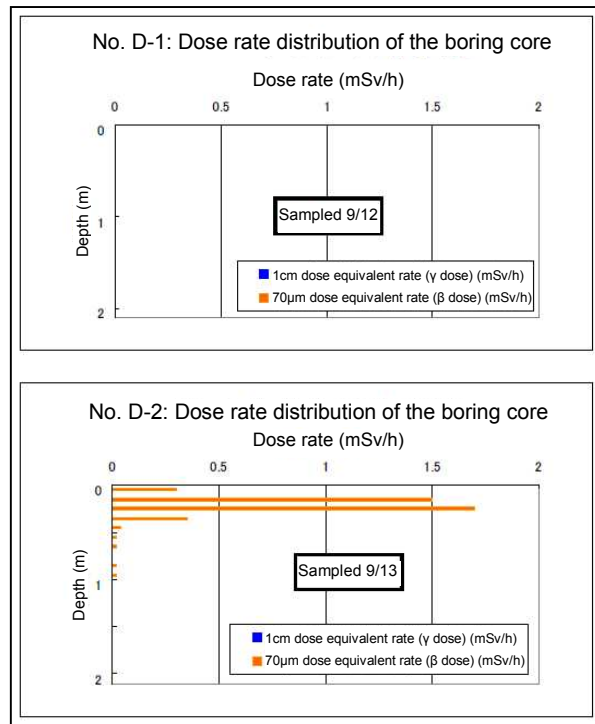 No. D-1: Dose rate distribution of the boring core
Dose rate (mSv/h)
0 0.5 1 1.5 2
0
Depth (m)
1
Sampled 9/12
1cm dose equivalent rate (γ dose) (mSv/h)
70μm dose equivalent rate (β dose) (mSv/h)
2
No. D-2: Dose rate distribution of the boring core
Dose rate (mSv/h)
0 0.5 1 1.5 2
0
Depth (m)
Sampled 9/13
1
1cm dose equivalent rate (γ dose) (mSv/h)
70μm dose equivalent rate (β dose) (mSv/h)
2